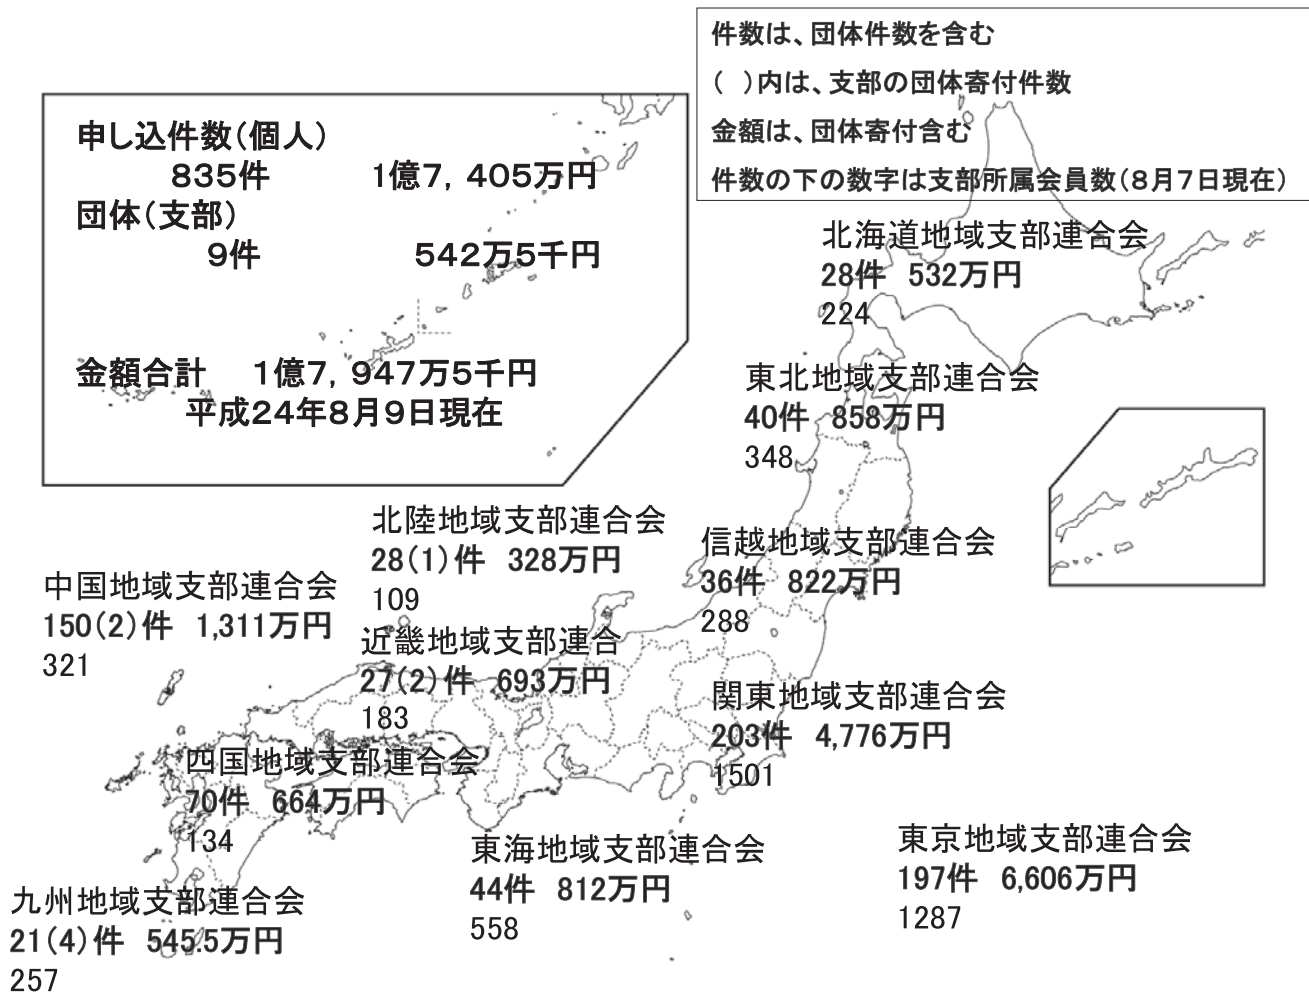 件数は、団体件数を含む
(　)内は、支部の団体寄付件数
金額は、団体寄付含む
件数の下の数字は支部所属会員数(8月7日現在)
申し込件数(個人)
835件　1億7,405万円
団体(支部)
9件　542万5千円
金額合計　1億7,947万5千円
平成24年8月9日現在
北海道地域支部連合会
28件　532万円
224
東北地域支部連合会
40件　858万円
348
北陸地域支部連合会
28(1)件　328万円
109
信越地域支部連合会
36件　822万円
288
中国地域支部連合会
150(2)件　1,311万円
321
近畿地域支部連合
27(2)件　693万円
183
関東地域支部連合会
203件　4,776万円
1501
四国地域支部連合会
70件　664万円
134
東海地域支部連合会
44件　812万円
558
東京地域支部連合会
197件　6,606万円
1287
九州地域支部連合会
21(4)件　545.5万円
257